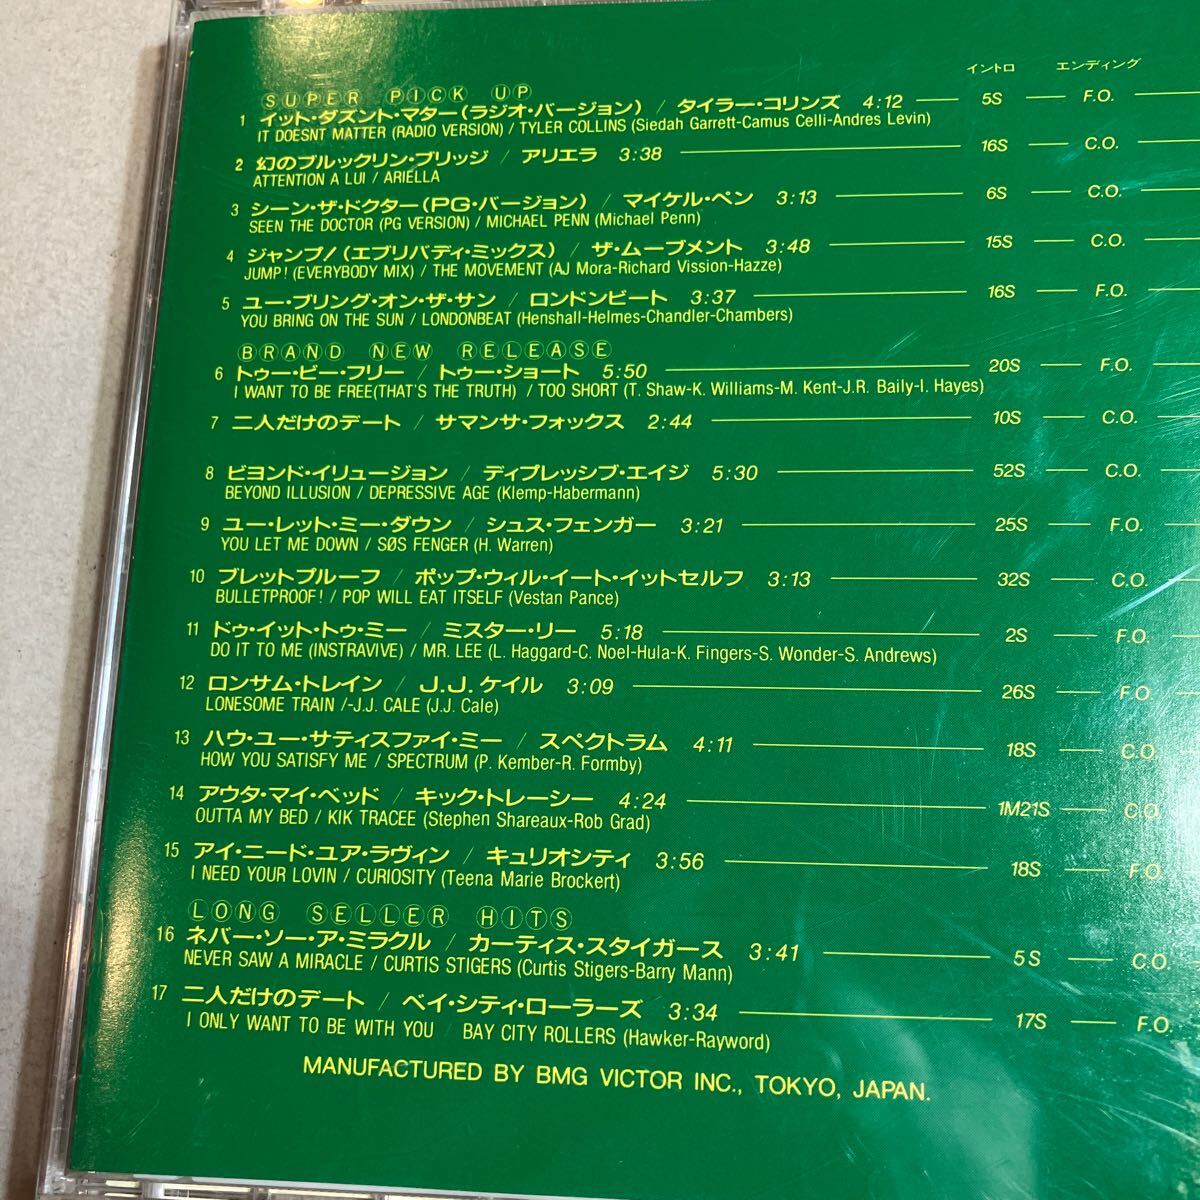 イントロ エンディング
SUPER PICK UP
1 イット・ダズント・マター(ラジオ・バージョン) / タイラー・コリンズ 4:12 5S F.O.
IT DOESNT MATTER (RADIO VERSION) / TYLER COLLINS (Siedah Garrett-Camus Celli-Andres Levin)
2 幻のブルックリン・ブリッジ / アリエラ 3:38 16S C.O.
ATTENTION A LUI / ARIELLA
3 シーン・ザ・ドクター(PG・バージョン) / マイケル・ペン 3:13 6S C.O.
SEEN THE DOCTOR (PG VERSION) / MICHAEL PENN (Michael Penn)
4 ジャンプ!(エブリバディ・ミックス) / ザ・ムーブメント 3:48 15S C.O.
JUMP! (EVERYBODY MIX) / THE MOVEMENT (AJ Mora-Richard Vission-Hazze)
5 ユー・ブリング・オン・ザ・サン / ロンドンビート 3:37 16S F.O.
YOU BRING ON THE SUN / LONDONBEAT (Henshall-Helmes-Chandler-Chambers)
BRAND NEW RELEASE
6 トゥー・ビー・フリー / トゥー・ショート 5:50 20S F.O.
I WANT TO BE FREE(THAT'S THE TRUTH) / TOO SHORT (T. Shaw-K. Williams-M. Kent-J.R. Baily-I. Hayes)
7 二人だけのデート / サマンサ・フォックス 2:44 10S C.O.
8 ビヨンド・イリュージョン / ディプレッシブ・エイジ 5:30 52S C.O.
BEYOND ILLUSION / DEPRESSIVE AGE (Klemp-Habermann)
9 ユー・レット・ミー・ダウン / シュス・フェンガー 3:21 25S F.O.
YOU LET ME DOWN / SØS FENGER (H. Warren)
10 ブレットプルーフ / ポップ・ウィル・イート・イットセルフ 3:13 32S C.O.
BULLETPROOF! / POP WILL EAT ITSELF (Vestan Pance)
11 ドゥ・イット・トゥ・ミー / ミスター・リー 5:18 2S F.O.
DO IT TO ME (INSTRAVIVE) / MR. LEE (L. Haggard-C. Noel-Hula-K. Fingers-S. Wonder-S. Andrews)
12 ロンサム・トレイン / J.J. ケイル 3:09 26S F.O.
LONESOME TRAIN /-J.J. CALE (J.J. Cale)
13 ハウ・ユー・サティスファイ・ミー / スペクトラム 4:11 18S C.O.
HOW YOU SATISFY ME / SPECTRUM (P. Kember-R. Formby)
14 アウタ・マイ・ベッド / キック・トレーシー 4:24 1M21S C.O.
OUTTA MY BED / KIK TRACEE (Stephen Shareaux-Rob Grad)
15 アイ・ニード・ユア・ラヴィン / キュリオシティ 3:56 18S F.O
I NEED YOUR LOVIN / CURIOSITY (Teena Marie Brockert)
LONG SELLER HITS
16 ネバー・ソー・ア・ミラクル / カーティス・スタイガース 3:41 5S C.O.
NEVER SAW A MIRACLE / CURTIS STIGERS (Curtis Stigers-Barry Mann)
17 二人だけのデート / ベイ・シティ・ローラーズ 3:34 17S F.O.
I ONLY WANT TO BE WITH YOU / BAY CITY ROLLERS (Hawker-Rayword)
MANUFACTURED BY BMG VICTOR INC., TOKYO, JAPAN.